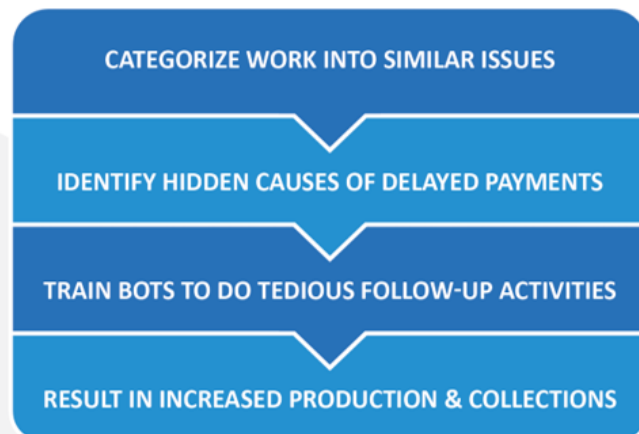 CATEGORIZE WORK INTO SIMILAR ISSUES
IDENTIFY HIDDEN CAUSES OF DELAYED PAYMENTS
TRAIN BOTS TO DO TEDIOUS FOLLOW-UP ACTIVITIES
RESULT IN INCREASED PRODUCTION & COLLECTIONS